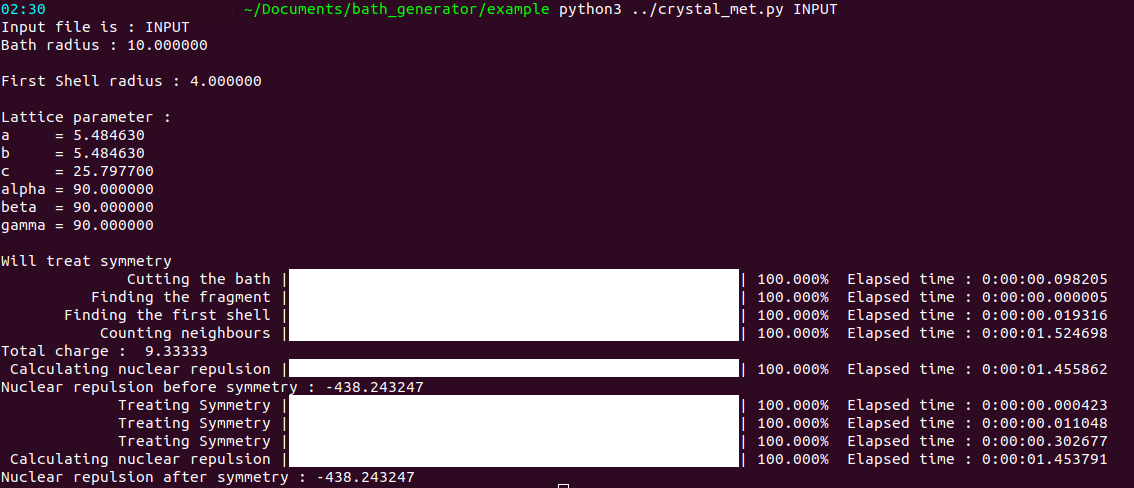 02:30 ~/Documents/bath_generator/example python3 ../crystal_met.py INPUT
Input file is : INPUT
Bath radius : 10.000000
First Shell radius : 4.000000
Lattice parameter :
a = 5.484630
b = 5.484630
c = 25.797700
alpha = 90.000000
beta = 90.000000
gamma = 90.000000
Will treat symmetry
Cutting the bath | | 100.000% Elapsed time : 0:00:00.098205
Finding the fragment | | 100.000% Elapsed time : 0:00:00.000005
Finding the first shell | | 100.000% Elapsed time : 0:00:00.019316
Counting neighbours | | 100.000% Elapsed time : 0:00:01.524698
Total charge : 9.33333
Calculating nuclear repulsion | | 100.000% Elapsed time : 0:00:01.455862
Nuclear repulsion before symmetry : -438.243247
Treating Symmetry | | 100.000% Elapsed time : 0:00:00.000423
Treating Symmetry | | 100.000% Elapsed time : 0:00:00.011048
Treating Symmetry | | 100.000% Elapsed time : 0:00:00.302677
Calculating nuclear repulsion | | 100.000% Elapsed time : 0:00:01.453791
Nuclear repulsion after symmetry : -438.243247